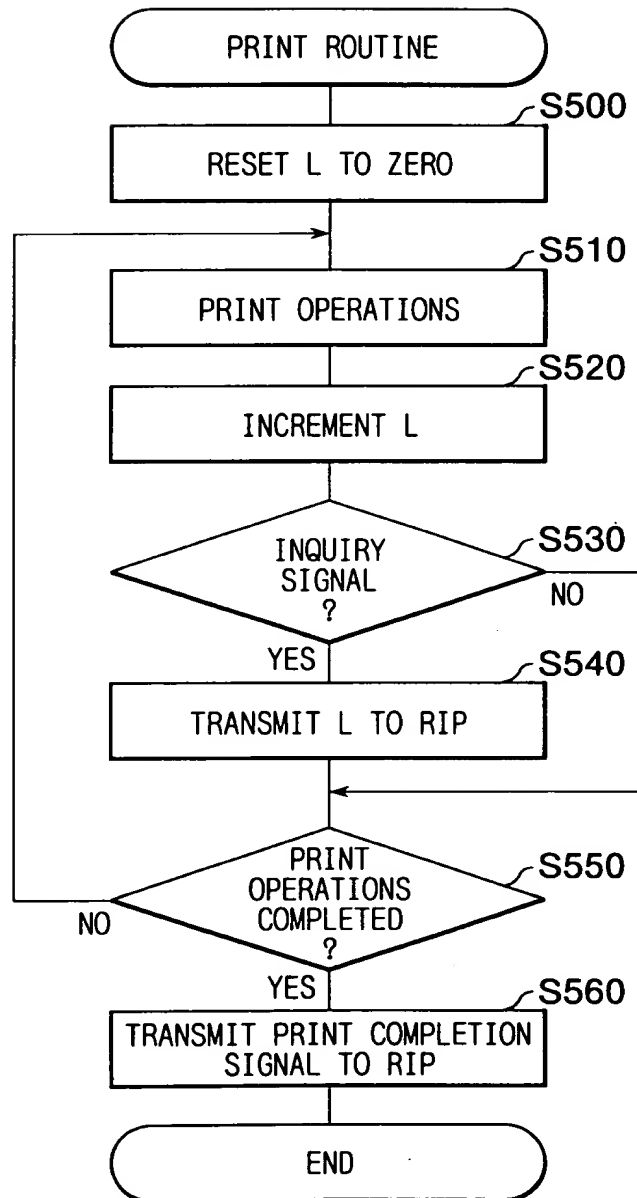 PRINT ROUTINE
S500
RESET L TO ZERO
S510
PRINT OPERATIONS
S520
INCREMENT L
S530
INQUIRY
SIGNAL
?
NO
YES
S540
TRANSMIT L TO RIP
S550
PRINT
OPERATIONS
COMPLETED
?
NO
YES
S560
TRANSMIT PRINT COMPLETION
SIGNAL TO RIP
END